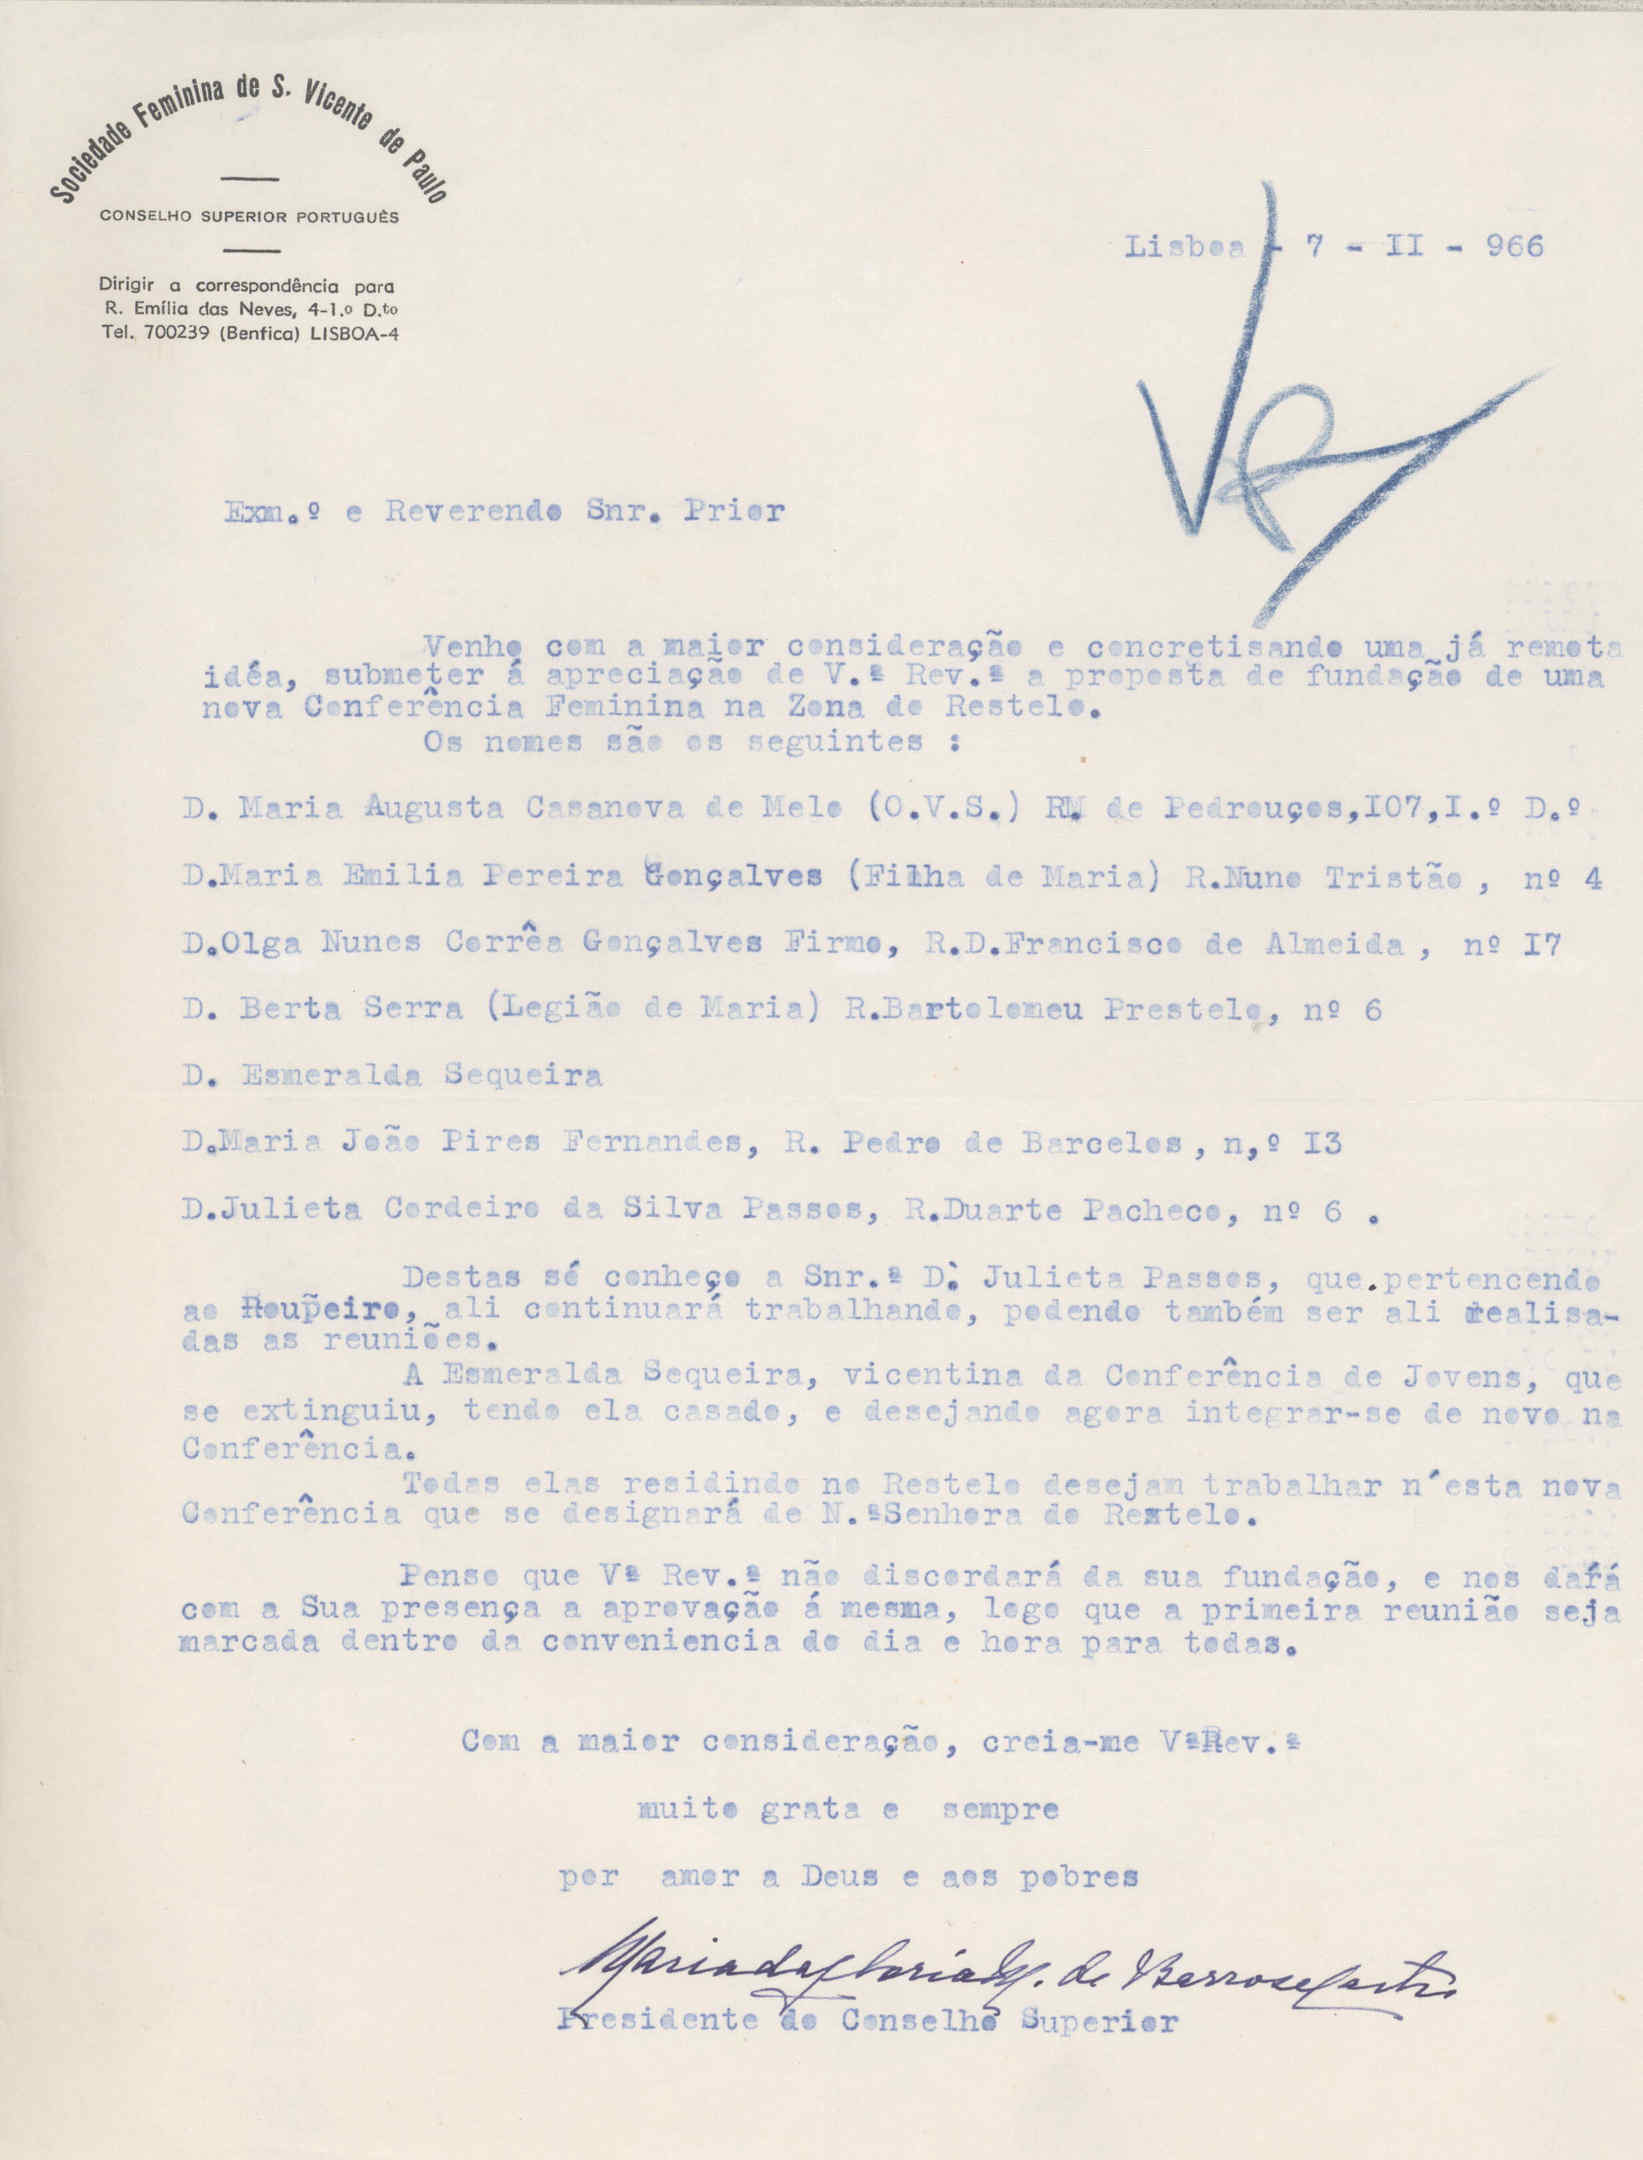 Sociedade Feminina de S. Vicente de Paulo
CONSELHO SUPERIOR PORTUGUÊS
Dirigir a correspondência para
R. Emília das Neves, 4-1.º D.to
Tel. 700239 (Benfica) LISBOA-4
Lisboa - 7 - II - 966
Exm.º e Reverendo Snr. Prior
Venho com a maior consideração e concretisando uma já remota
idéa, submeter á apreciação de V.ª Rev.ª a proposta de fundação de uma
nova Conferência Feminina na Zona do Restelo.
Os nomes são os seguintes :
D. Maria Augusta Casanova de Melo (O.V.S.) R. de Pedrouços,I07,I.º D.º
D.Maria Emilia Pereira Gonçalves (Filha de Maria) R.Nuno Tristão , nº 4
D.Olga Nunes Corrêa Gonçalves Firmo, R.D.Francisco de Almeida , nº I7
D. Berta Serra (Legião de Maria) R.Bartolomeu Prestelo, nº 6
D. Esmeralda Sequeira
D.Maria João Pires Fernandes, R. Pedro de Barcelos , n,º I3
D.Julieta Cordeiro da Silva Passos, R.Duarte Pacheco, nº 6 .
Destas só conheço a Snr.ª D. Julieta Passos, que.pertencendo
ao Roupeiro, ali continuará trabalhando, podendo também ser ali realisa-
das as reuniões.
A Esmeralda Sequeira, vicentina da Conferência de Jovens, que
se extinguiu, tendo ela casado, e desejando agora integrar-se de novo na
Conferência.
Todas elas residindo no Restelo desejam trabalhar n´esta nova
Conferência que se designará de N.ªSenhora do Restelo.
Penso que Vª Rev.ª não discordará da sua fundação, e nos dará
com a Sua presença a aprovação á mesma, logo que a primeira reunião seja
marcada dentro da conveniencia do dia e hora para todas.
Com a maior consideração, creia-me VªRev.ª
muito grata e sempre
por amor a Deus e aos pobres
Maria da Gloria M. de Barros e Castro
Presidente do Conselho Superior